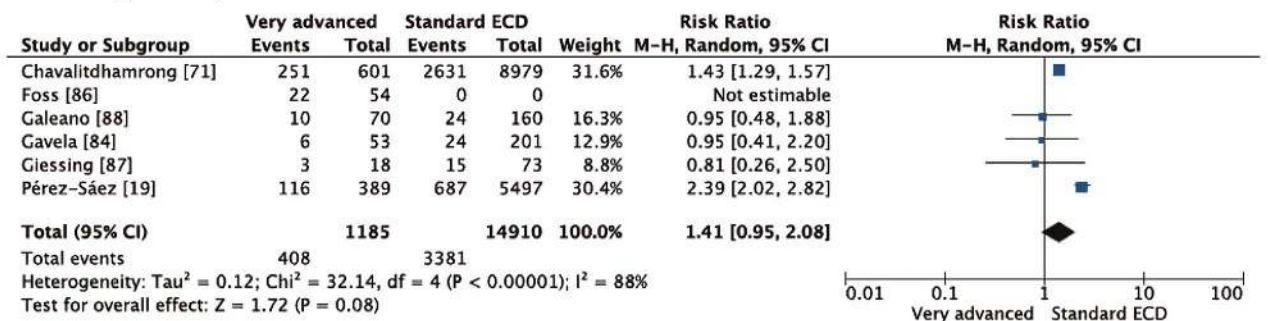 Very advanced Standard ECD Risk Ratio Risk Ratio
Study or Subgroup Events Total Events Total Weight M-H, Random, 95% CI M-H, Random, 95% CI
Chavalitdhamrong [71] 251 601 2631 8979 31.6% 1.43 [1.29, 1.57]
Foss [86] 22 54 0 0 Not estimable
Galeano [88] 10 70 24 160 16.3% 0.95 [0.48, 1.88]
Gavela [84] 6 53 24 201 12.9% 0.95 [0.41, 2.20]
Giessing [87] 3 18 15 73 8.8% 0.81 [0.26, 2.50]
Pérez-Sáez [19] 116 389 687 5497 30.4% 2.39 [2.02, 2.82]
Total (95% CI) 1185 14910 100.0% 1.41 [0.95, 2.08]
Total events 408 3381
Heterogeneity: Tau² = 0.12; Chi² = 32.14, df = 4 (P < 0.00001); I² = 88%
Test for overall effect: Z = 1.72 (P = 0.08)
0.01 0.1 1 10 100
Very advanced Standard ECD